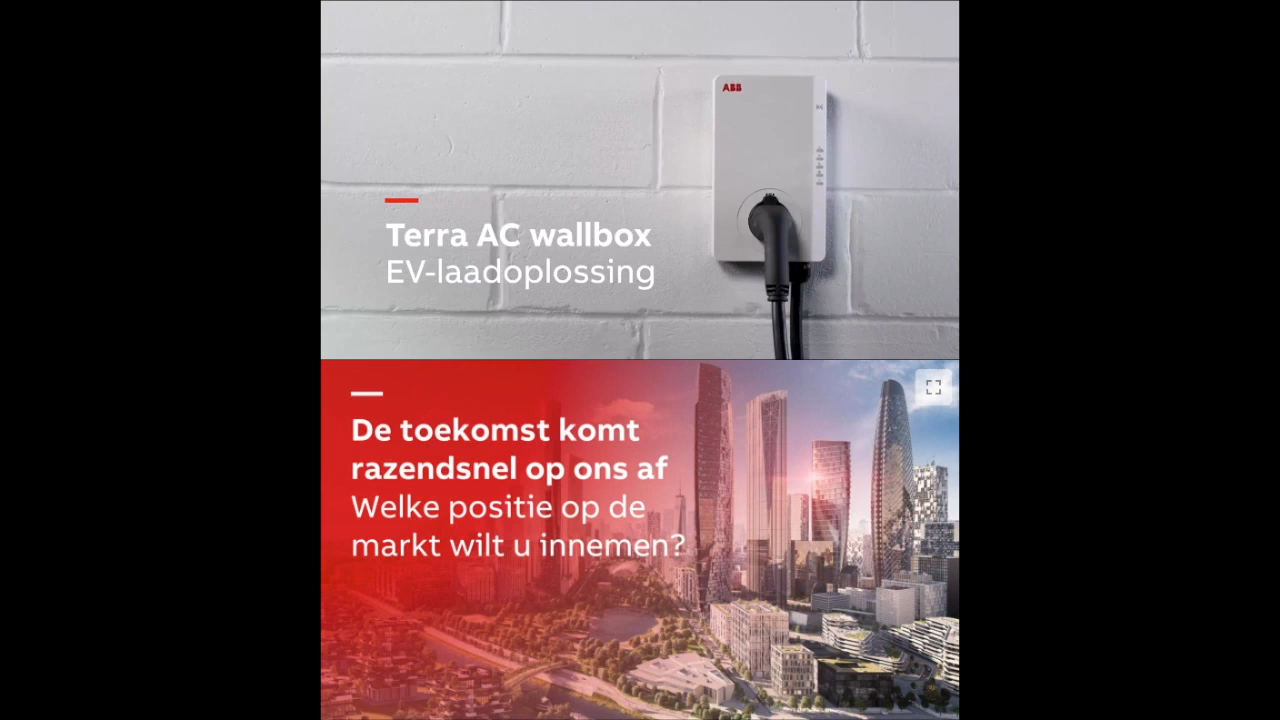 ABB
Terra AC wallbox
EV-laadoplossing
De toekomst komt
razendsnel op ons af
Welke positie op de
markt wilt u innemen?